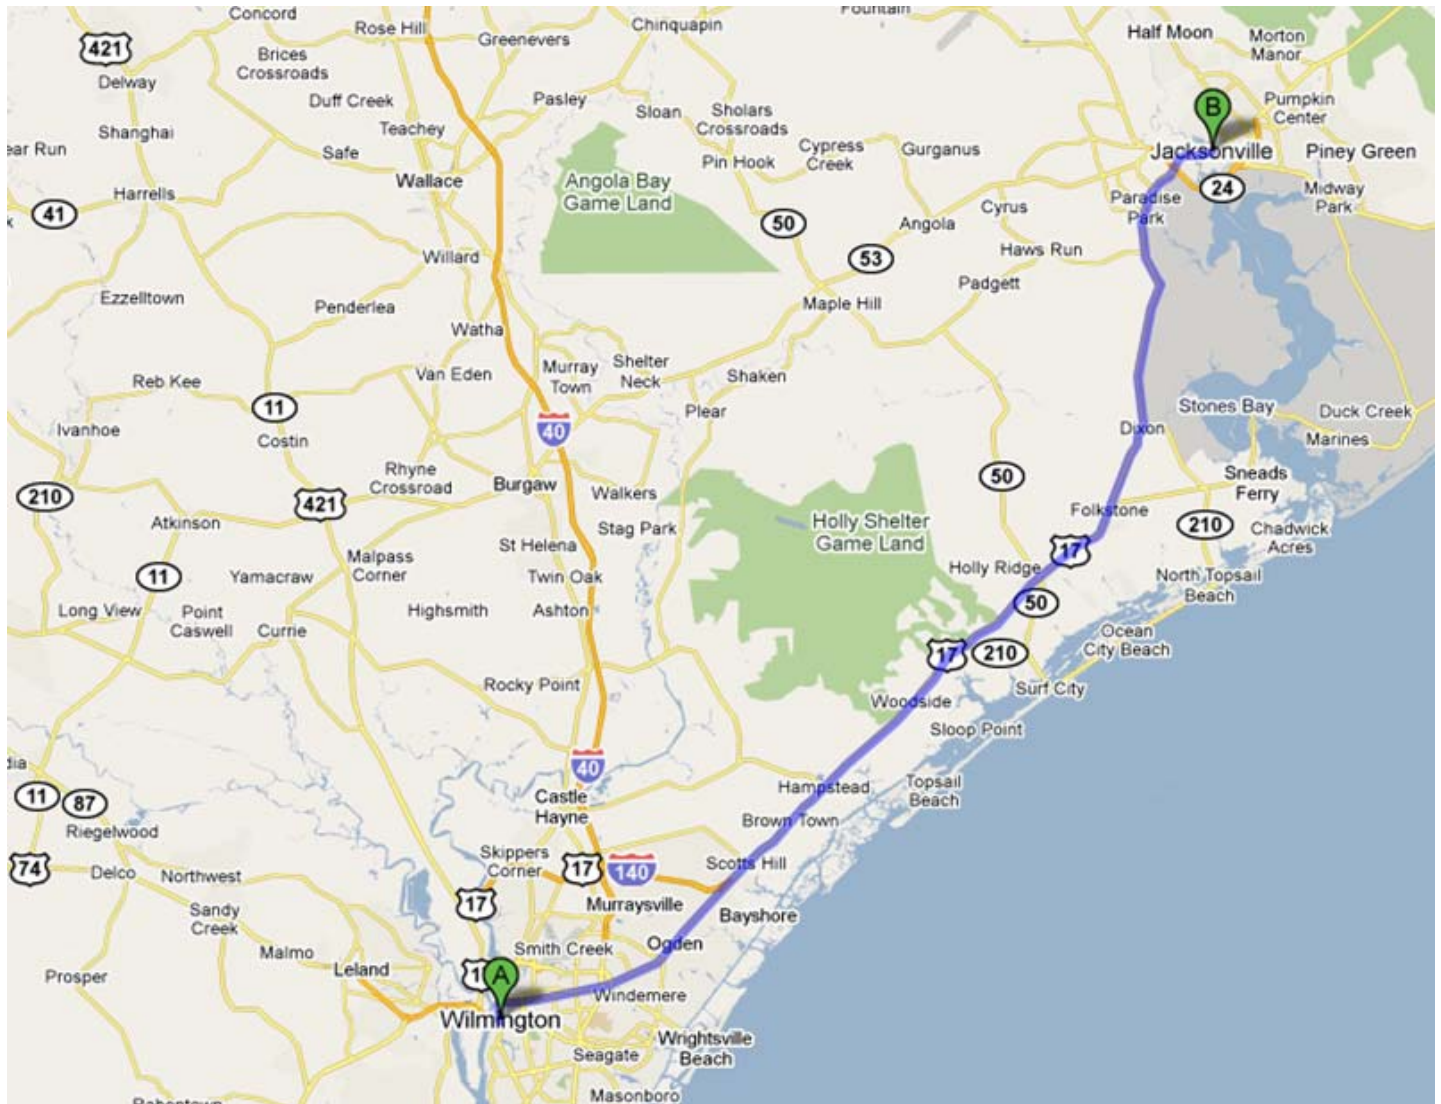 Concord
Fountain
Chinquapin
Rose Hill
Greenevers
Half Moon
Morton
Manor
421
Brices
Crossroads
Delway
Duff Creek
Pasley
Sloan
Sholars
Crossroads
B
Pumpkin
Center
Shanghai
Teachey
ear Run
Safe
Pin Hook
Cypress
Creek
Gurganus
Jacksonville
Piney Green
Wallace
Angola Bay
Game Land
Harrells
24
Midway
Park
Paradise
Park
41
50
Angola
Cyrus
Haws Run
Willard
53
Padgett
Ezzelltown
Penderlea
Maple Hill
Watha
Murray
Town
Shelter
Neck
Shaken
Reb Kee
Van Eden
11
Plear
Stones Bay
Duck Creek
Ivanhoe
Costin
40
Dixon
Marines
Rhyne
Crossroad
Burgaw
50
Sneads
Ferry
210
421
Walkers
Folkstone
Atkinson
Stag Park
Holly Shelter
Game Land
210
Chadwick
Acres
St Helena
17
Malpass
Corner
11
Yamacraw
Twin Oak
Holly Ridge
North Topsail
Beach
Long View
Point
Caswell
Highsmith
Ashton
50
Currie
Ocean
City Beach
17
210
Rocky Point
Surf City
Woodside
Sloop Point
dia
40
Hampstead
Topsail
Beach
11
87
Castle
Hayne
Brown Town
Riegelwood
Skippers
Corner
17
140
Scotts Hill
74
Delco
Northwest
17
Murraysville
Bayshore
Sandy
Creek
Smith Creek
Ogden
Malmo
Leland
A
Prosper
Windemere
Wilmington
Wrightsville
Beach
Seagate
Masonboro